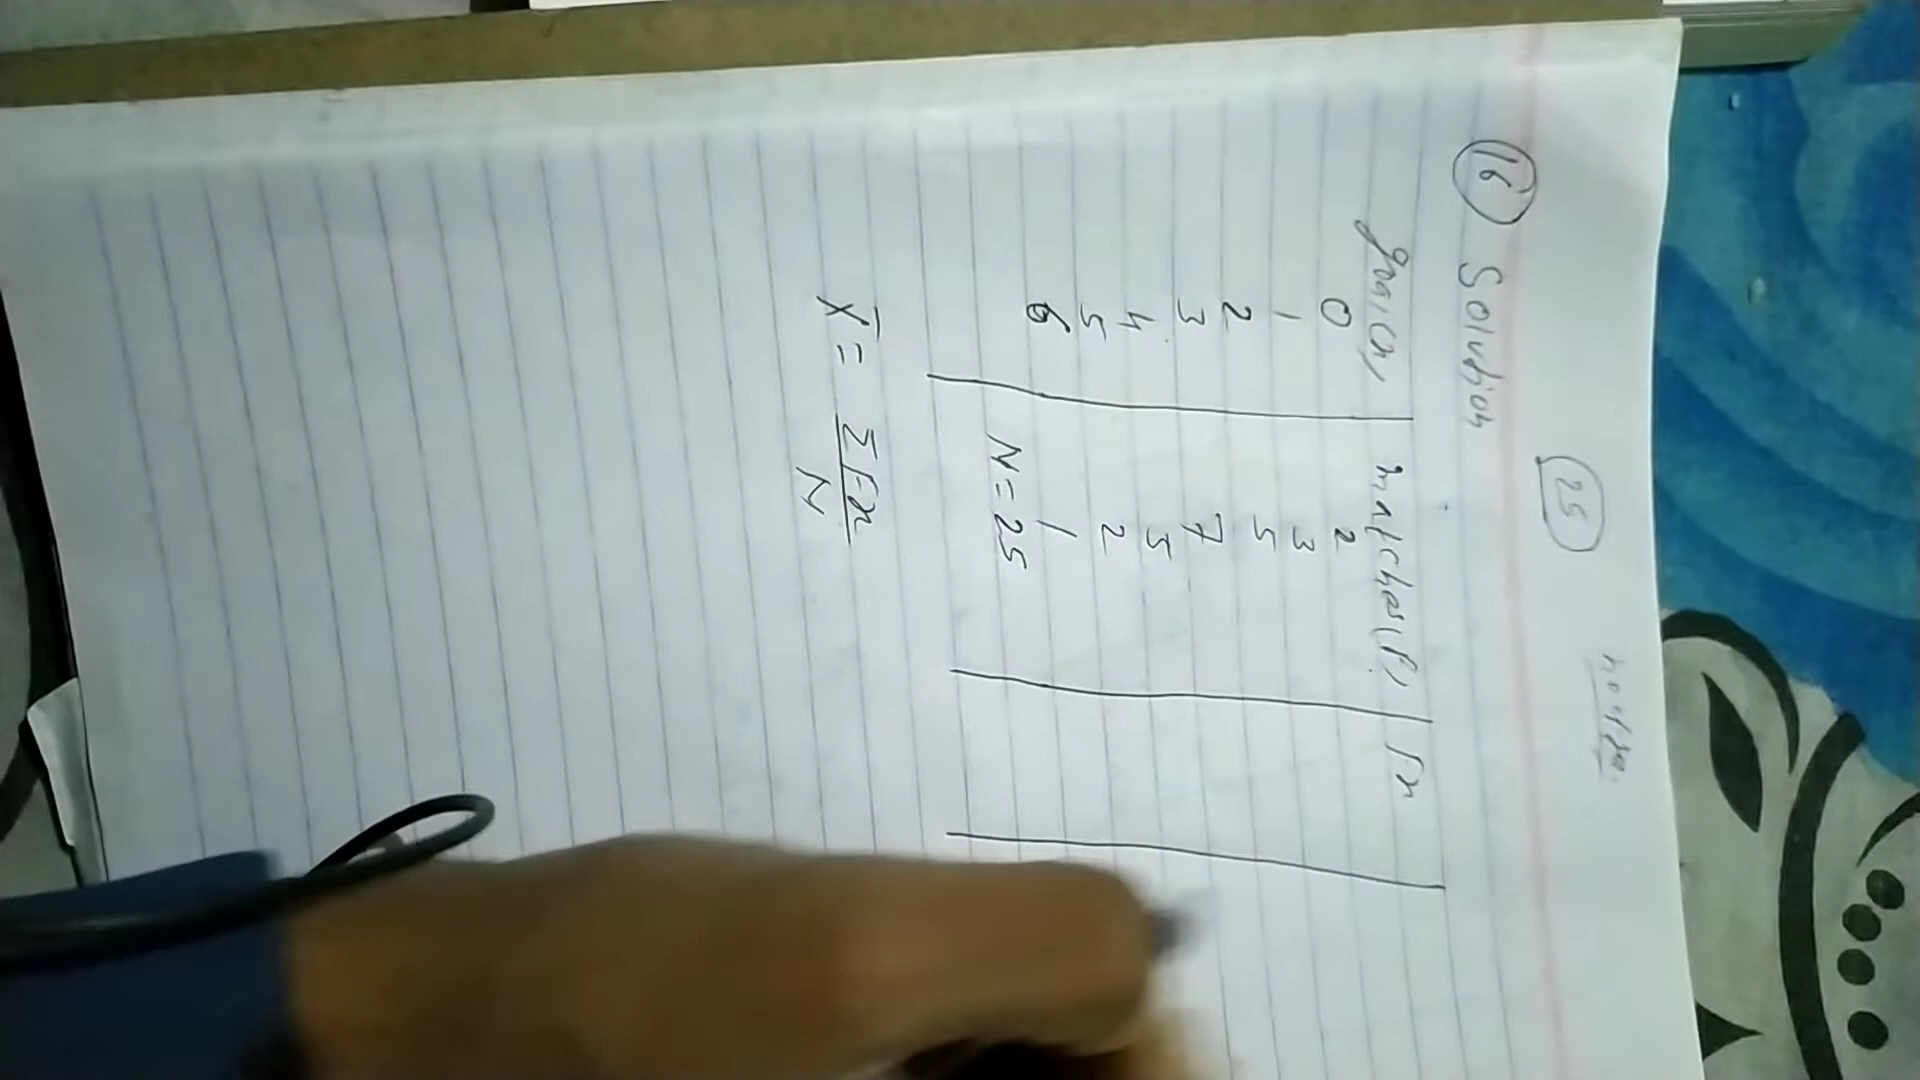 25
16 Solution
matches(f) fx
0 2
1 3
2 5
3 7
4 5
5 2
6 1
N = 25
X̄ = Σfx
N